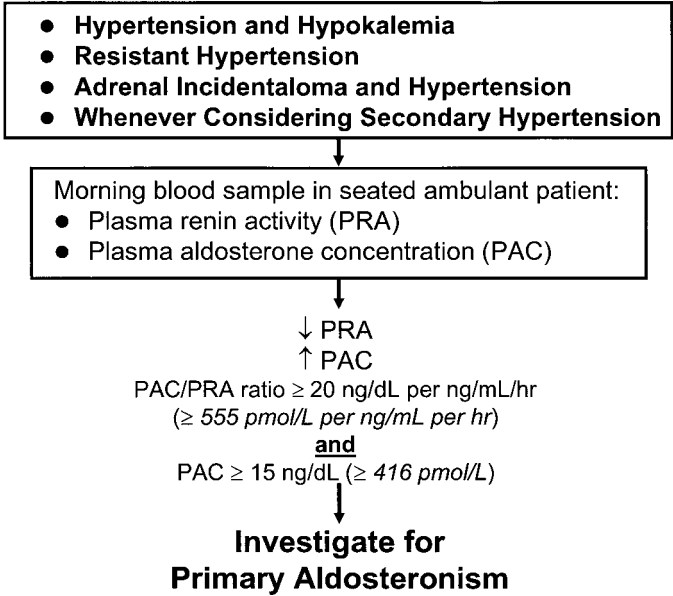 ● Hypertension and Hypokalemia
● Resistant Hypertension
● Adrenal Incidentaloma and Hypertension
● Whenever Considering Secondary Hypertension
Morning blood sample in seated ambulant patient:
● Plasma renin activity (PRA)
● Plasma aldosterone concentration (PAC)
↓ PRA
↑ PAC
PAC/PRA ratio ≥ 20 ng/dL per ng/mL/hr
(≥ 555 pmol/L per ng/mL per hr)
and
PAC ≥ 15 ng/dL (≥ 416 pmol/L)
Investigate for
Primary Aldosteronism